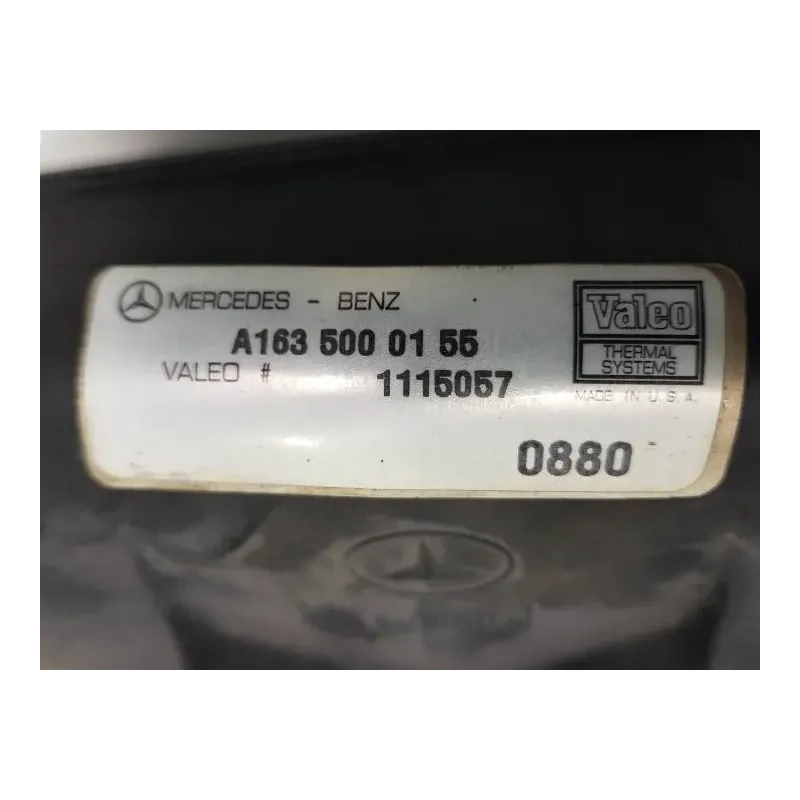 MERCEDES - BENZ
A163 500 01 55
VALEO # 1115057
0880
Valeo
THERMAL
SYSTEMS
MADE IN U.S.A.